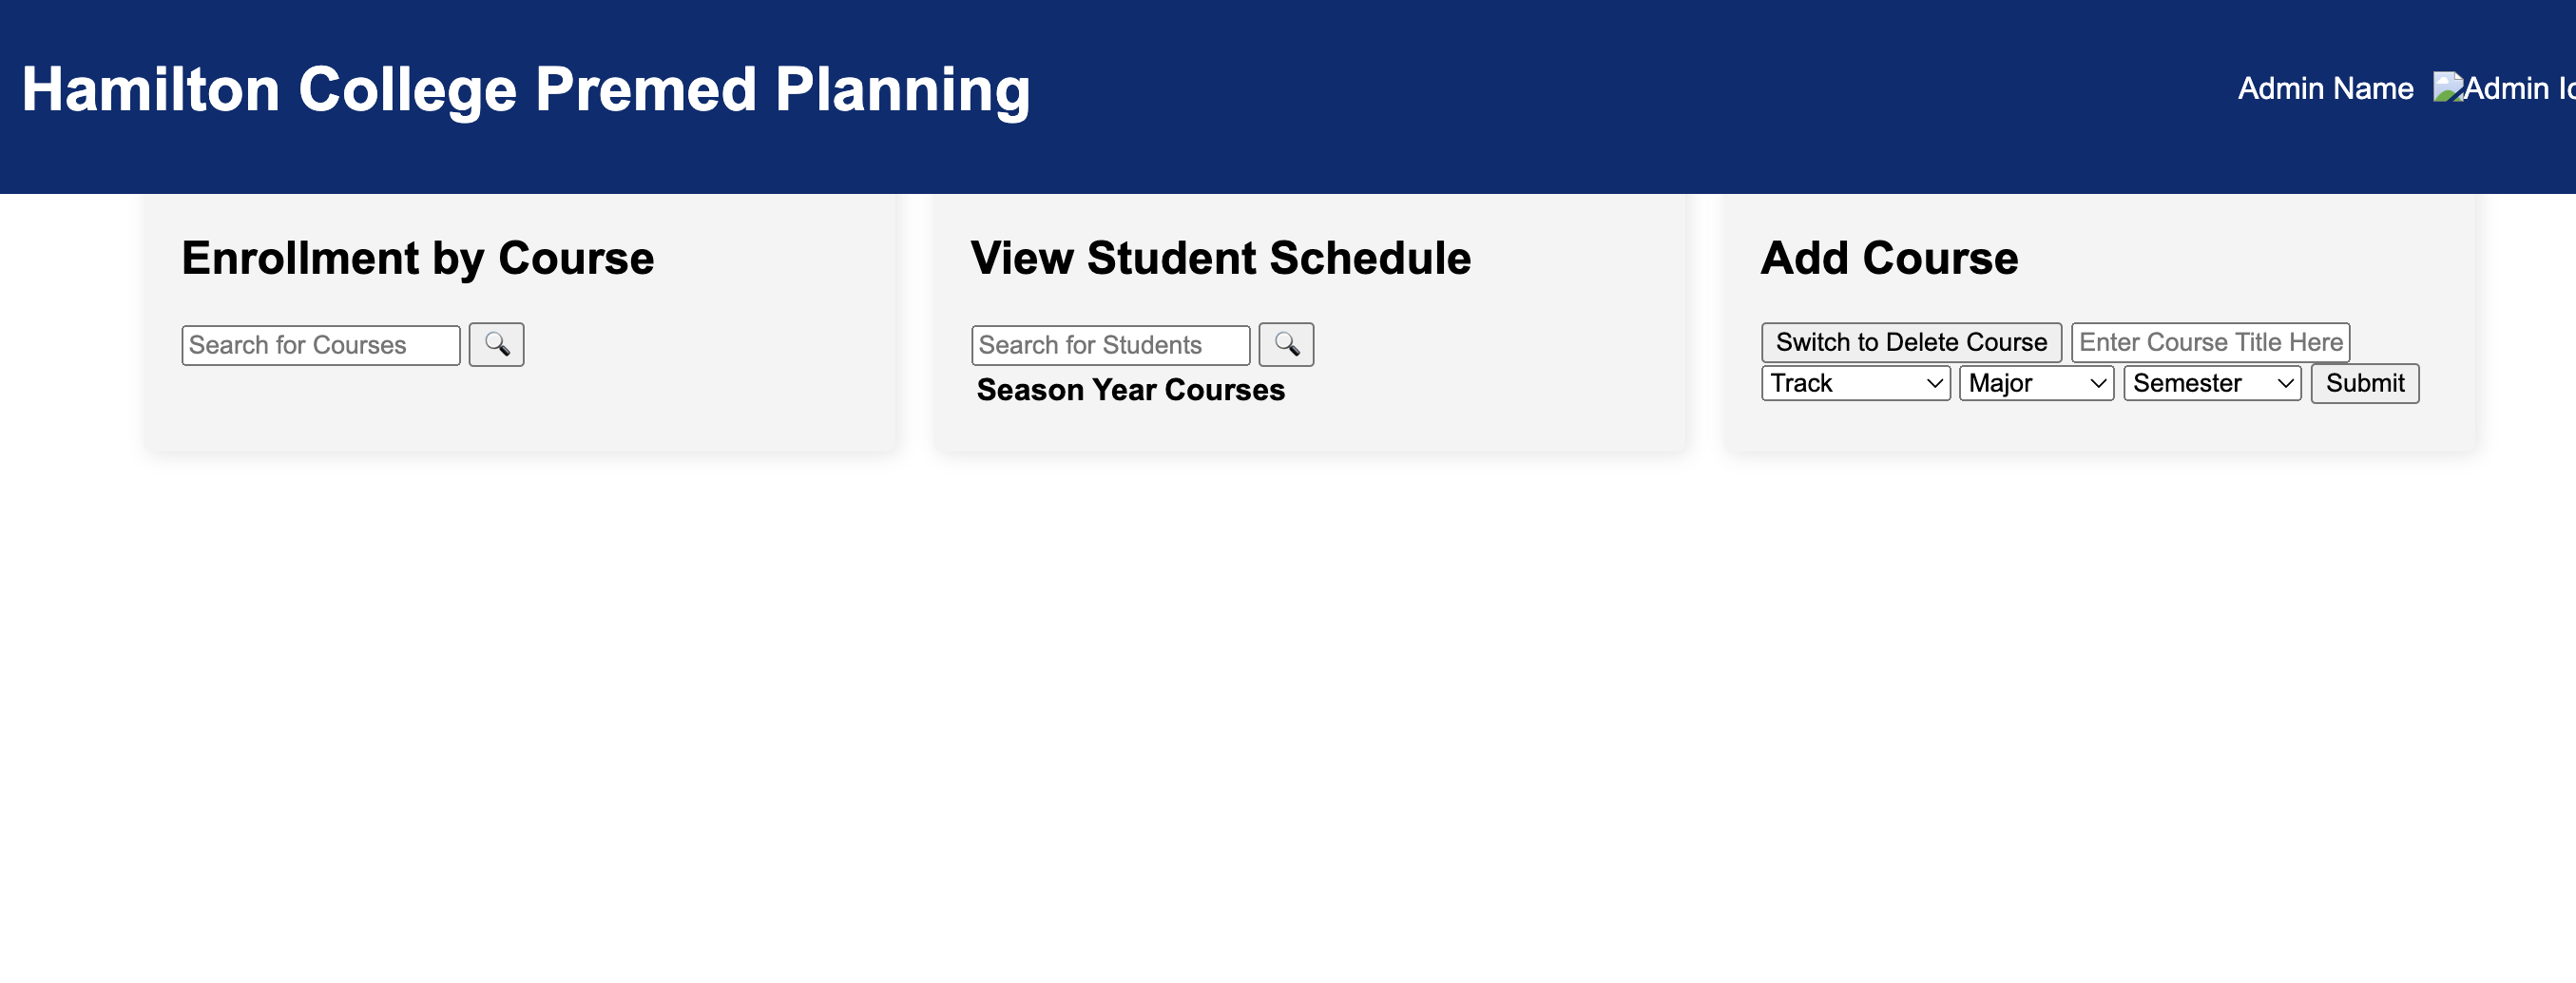 Hamilton College Premed Planning
Admin Name Admin Ic
Enrollment by Course
Search for Courses
View Student Schedule
Search for Students
Season Year Courses
Add Course
Switch to Delete Course Enter Course Title Here
Track Major Semester Submit